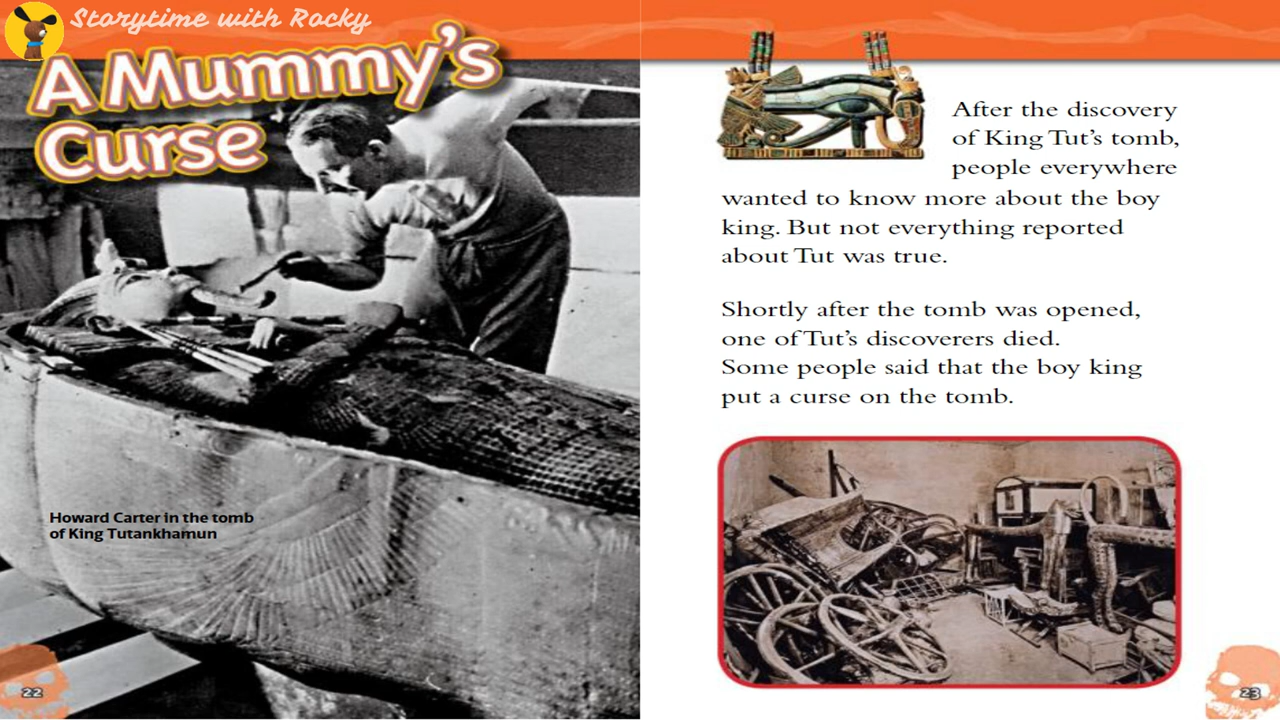 Storytime with Rocky
A Mummy's
Curse
Howard Carter in the tomb
of King Tutankhamun
22
After the discovery
of King Tut's tomb,
people everywhere
wanted to know more about the boy
king. But not everything reported
about Tut was true.
Shortly after the tomb was opened,
one of Tut's discoverers died.
Some people said that the boy king
put a curse on the tomb.
23